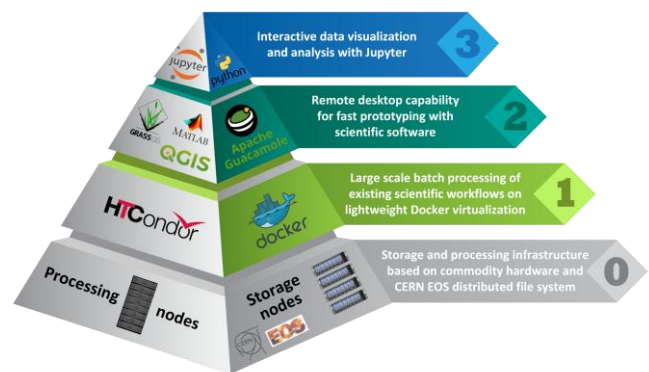 Interactive data visualization
and analysis with Jupyter
3
jupyter
python
Remote desktop capability
for fast prototyping with
scientific software
2
GRASS GIS
MATLAB
QGIS
Apache
Guacamole
Large scale batch processing of
existing scientific workflows on
lightweight Docker virtualization
1
HTCondor
docker
Storage and processing infrastructure
based on commodity hardware and
CERN EOS distributed file system
0
Processing
nodes
Storage
nodes
CERN
EOS